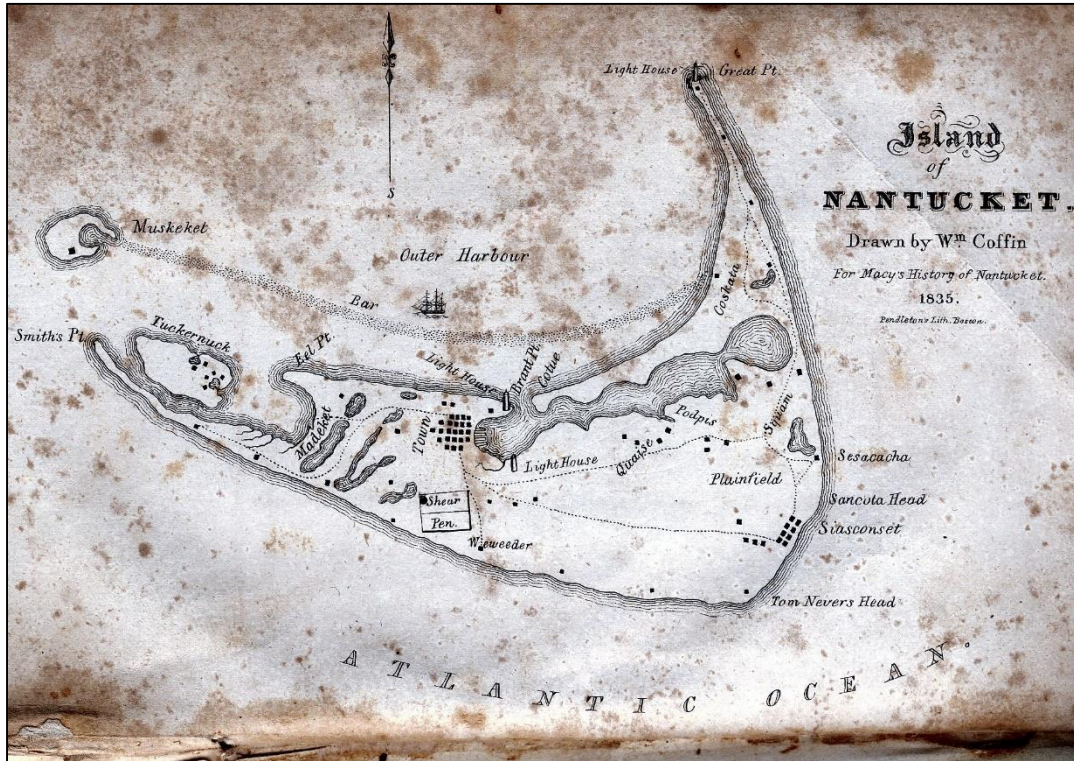 Light House
Great Pt.
Island
of
NANTUCKET.
Drawn by Wm Coffin
For Macy's History of Nantucket.
1835.
Pendleton's Lith. Boston.
S
Muskeket
Outer Harbour
Bar
Coskata
Smith's Pt.
Tuckernuck
Eel Pt.
Light House
Brant Pt.
Cotue
Madeket
Town
Podpis
Quaise
Squam
Light House
Sesacacha
Plainfield
Shear
Pen.
Sancota Head
Siasconset
Weweeder
Tom Nevers Head
ATLANTIC OCEAN.